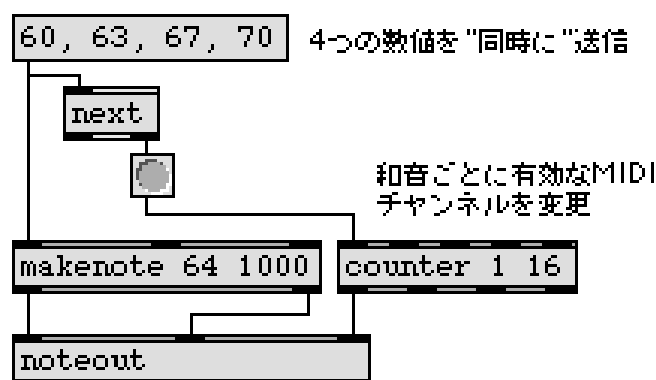 60, 63, 67, 70
4つの数値を"同時に"送信
next
和音ごとに有効なMIDI
チャンネルを変更
makenote 64 1000
counter 1 16
noteout